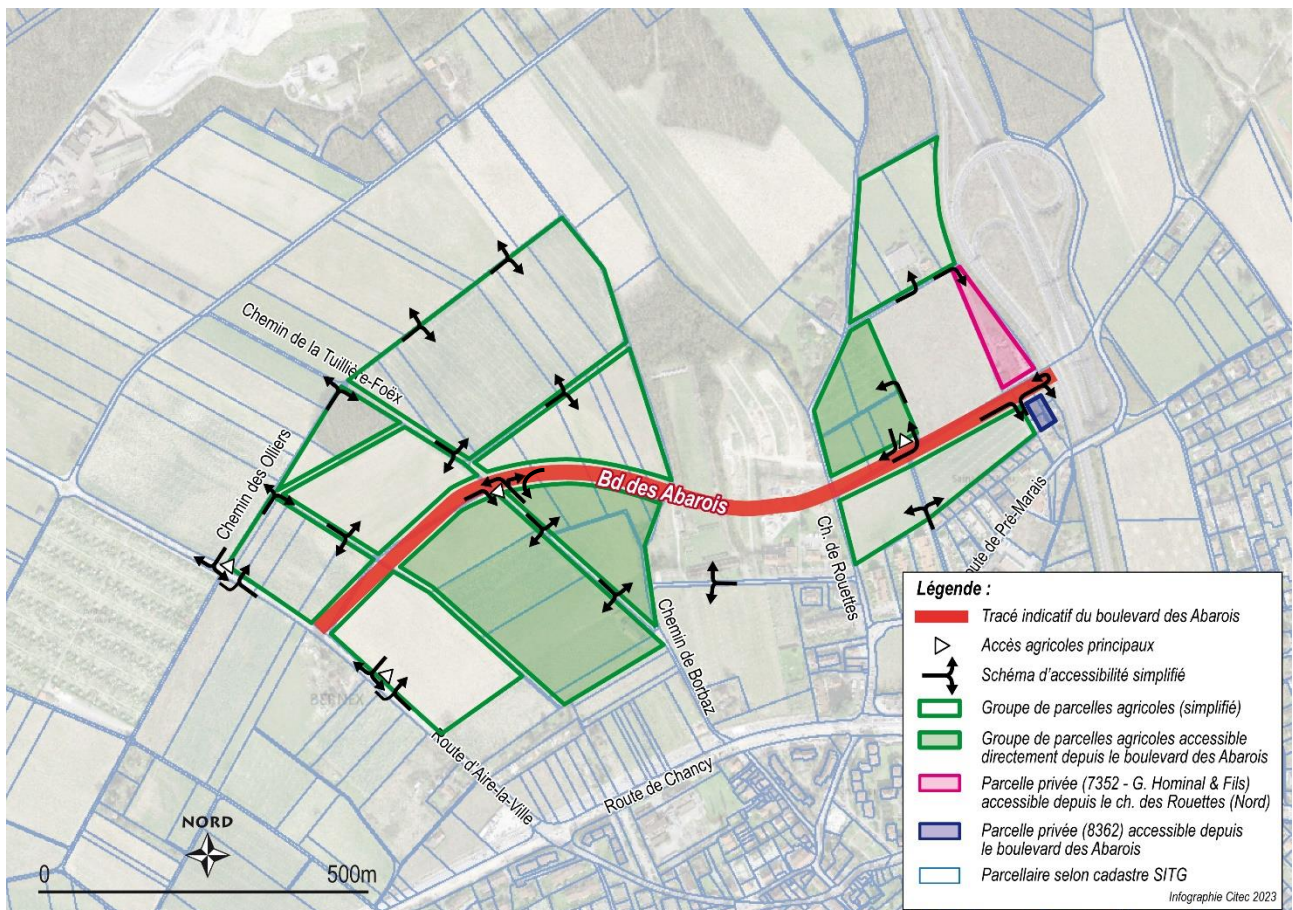 Chemin de la Tuillière-Foëx
Chemin des Olliers
Bd des Abarois
Ch. de Rouettes
Chemin de Borbaz
Route d'Aire-la-Ville
Route de Chancy
BERNEX
NORD
0
500m
Légende :
Tracé indicatif du boulevard des Abarois
Accès agricoles principaux
Schéma d'accessibilité simplifié
Groupe de parcelles agricoles (simplifié)
Groupe de parcelles agricoles accessible
directement depuis le boulevard des Abarois
Parcelle privée (7352 - G. Hominal & Fils)
accessible depuis le ch. des Rouettes (Nord)
Parcelle privée (8362) accessible depuis
le boulevard des Abarois
Parcellaire selon cadastre SITG
Infographie Citec 2023
de Pré-Marais